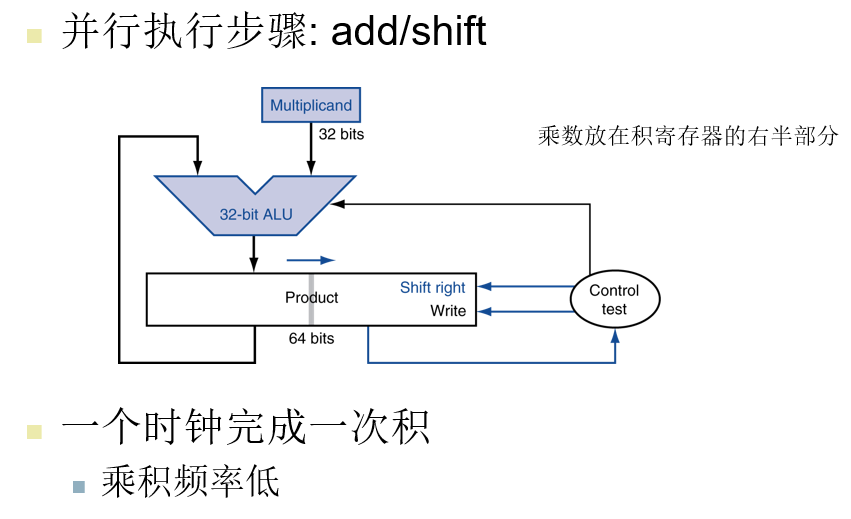 并行执行步骤: add/shift
Multiplicand
32 bits
乘数放在积寄存器的右半部分
32-bit ALU
Product
Shift right
Write
Control
test
64 bits
一个时钟完成一次积
乘积频率低